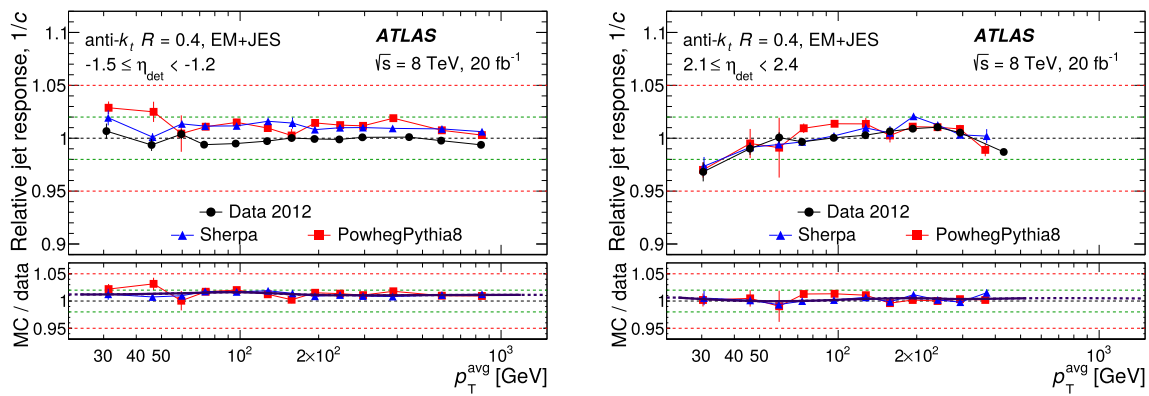 Relative jet response, 1/c
1.1
1.05
1
0.95
0.9
anti-k_t R = 0.4, EM+JES
-1.5 ≤ η_det < -1.2
ATLAS
√s = 8 TeV, 20 fb⁻¹
Data 2012
Sherpa
PowhegPythia8
MC / data
1.05
1
0.95
30 40 50 10² 2×10² 10³
p_T^avg [GeV]
Relative jet response, 1/c
1.1
1.05
1
0.95
0.9
anti-k_t R = 0.4, EM+JES
2.1 ≤ η_det < 2.4
ATLAS
√s = 8 TeV, 20 fb⁻¹
Data 2012
Sherpa
PowhegPythia8
MC / data
1.05
1
0.95
30 40 50 10² 2×10² 10³
p_T^avg [GeV]